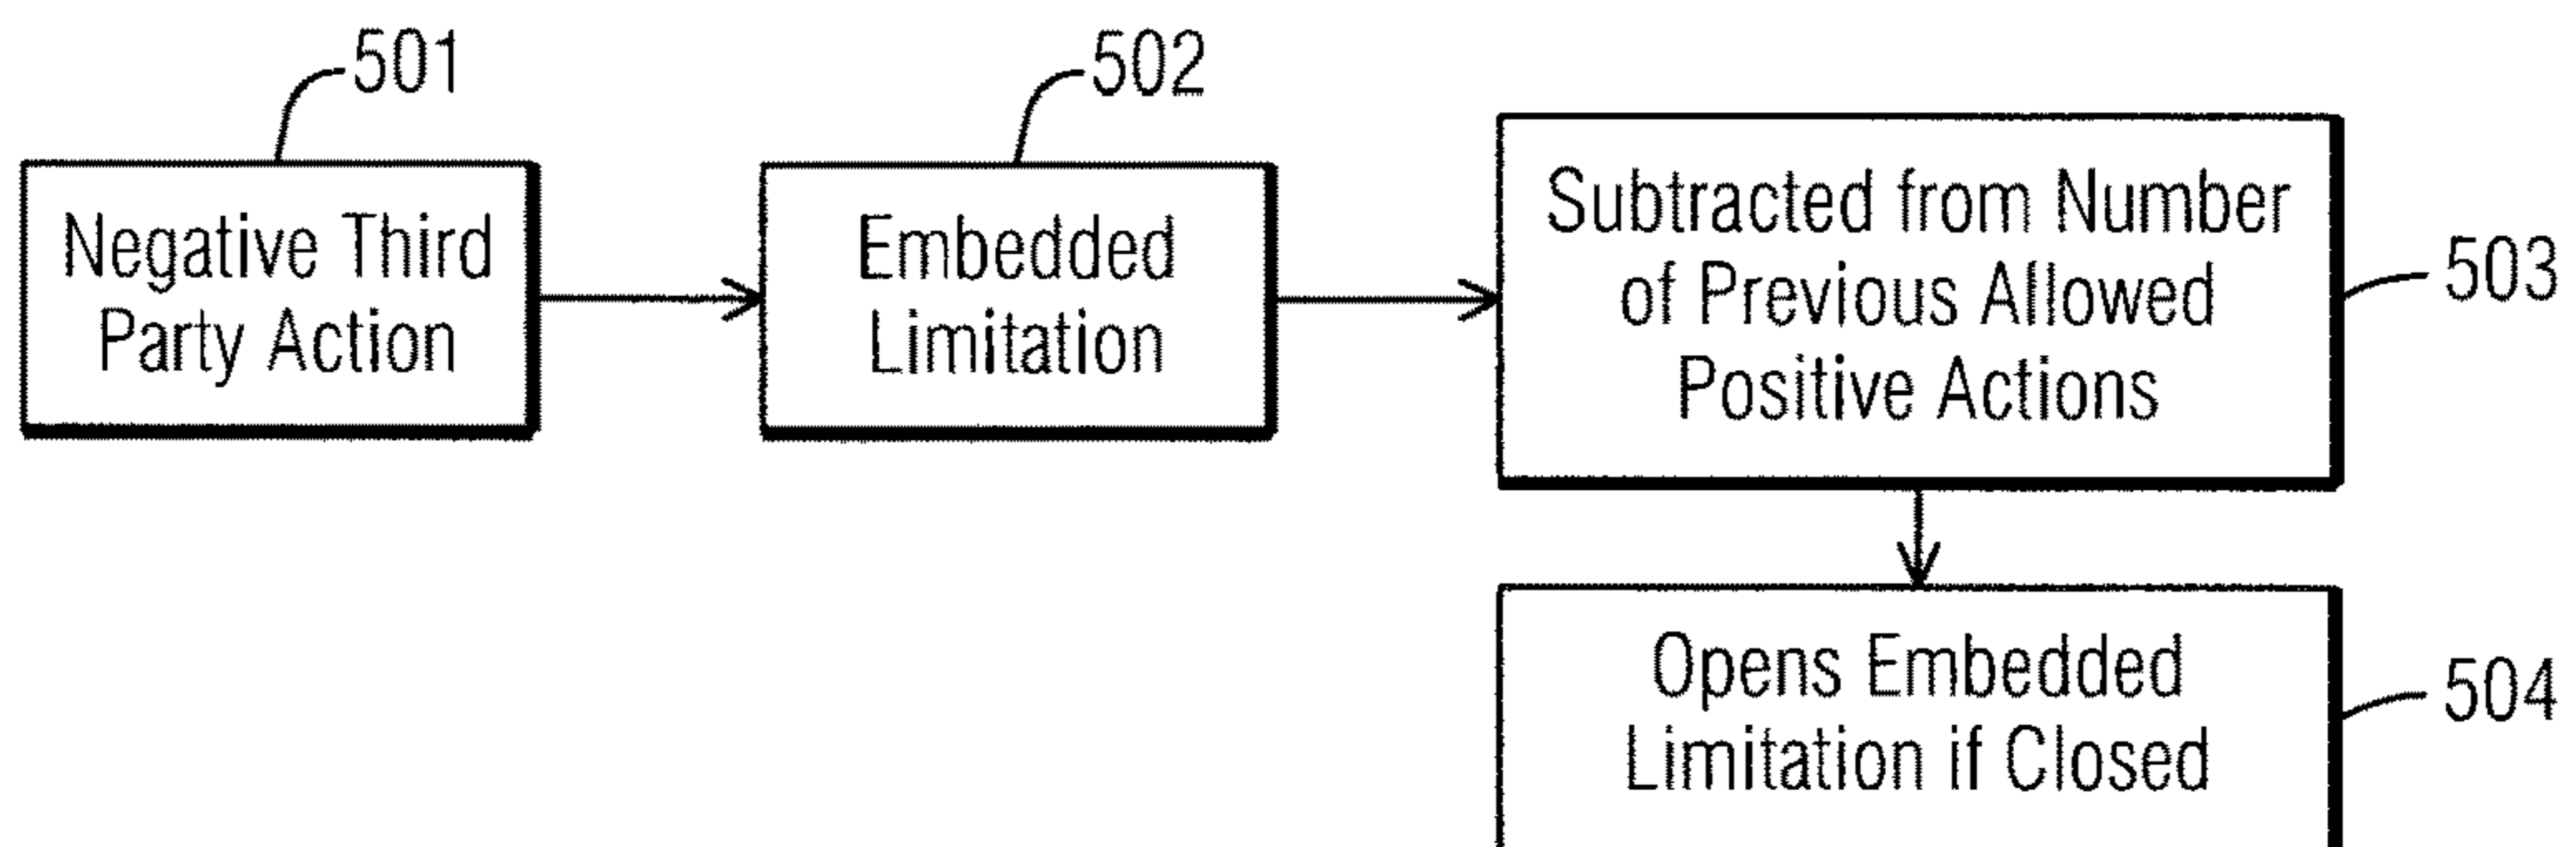 501
Negative Third
Party Action
502
Embedded
Limitation
Subtracted from Number
of Previous Allowed
Positive Actions
503
Opens Embedded
Limitation if Closed
504